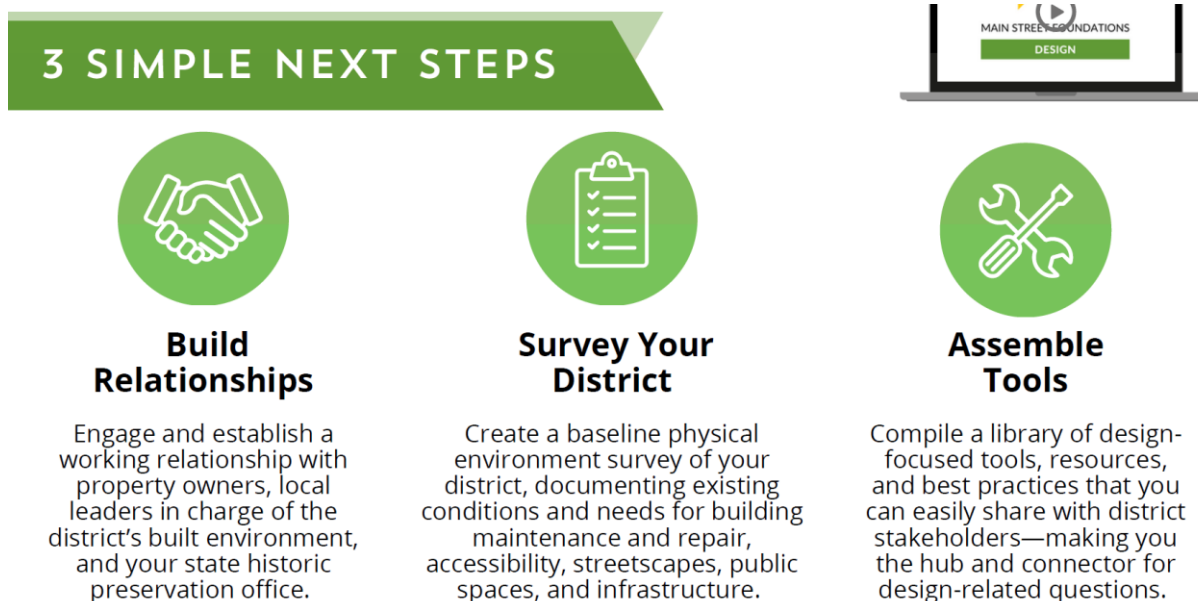 3 SIMPLE NEXT STEPS
MAIN STREET FOUNDATIONS
DESIGN
Build
Relationships
Engage and establish a
working relationship with
property owners, local
leaders in charge of the
district’s built environment,
and your state historic
preservation office.
Survey Your
District
Create a baseline physical
environment survey of your
district, documenting existing
conditions and needs for building
maintenance and repair,
accessibility, streetscapes, public
spaces, and infrastructure.
Assemble
Tools
Compile a library of design-
focused tools, resources,
and best practices that you
can easily share with district
stakeholders—making you
the hub and connector for
design-related questions.